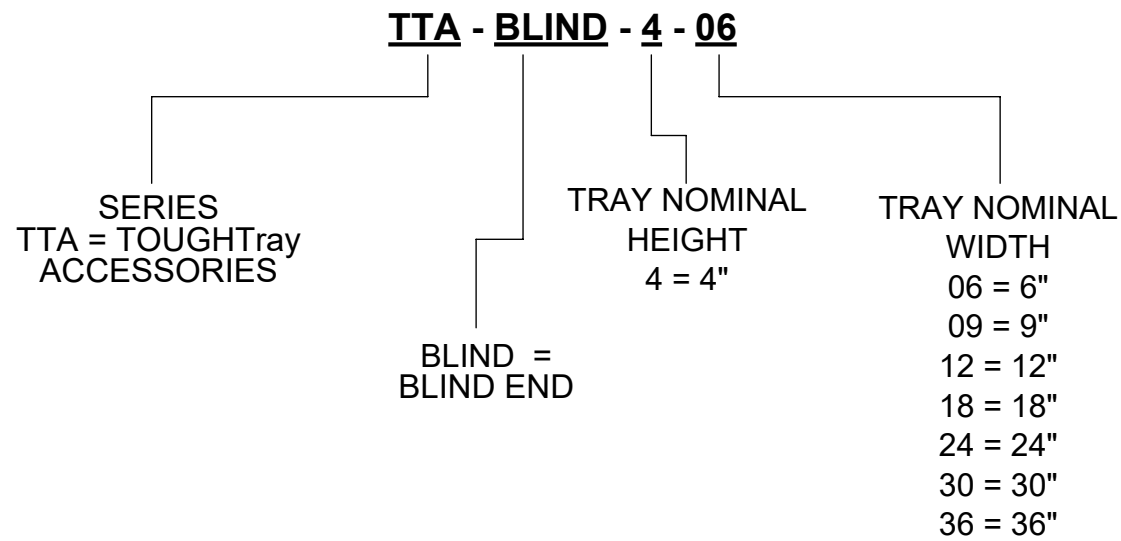 TTA - BLIND - 4 - 06
SERIES
TTA = TOUGHTray
ACCESSORIES
BLIND =
BLIND END
TRAY NOMINAL
HEIGHT
4 = 4"
TRAY NOMINAL
WIDTH
06 = 6"
09 = 9"
12 = 12"
18 = 18"
24 = 24"
30 = 30"
36 = 36"